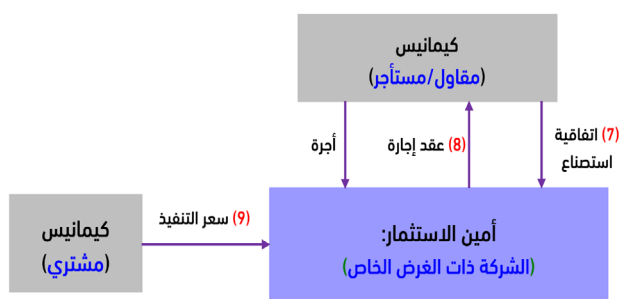 كيمانيس
(مقاول/مستأجر)
(7) اتفاقية
استصناع
(8) عقد إجارة
أجرة
أمين الاستثمار:
(الشركة ذات الغرض الخاص)
(9) سعر التنفيذ
كيمانيس
(مشتري)